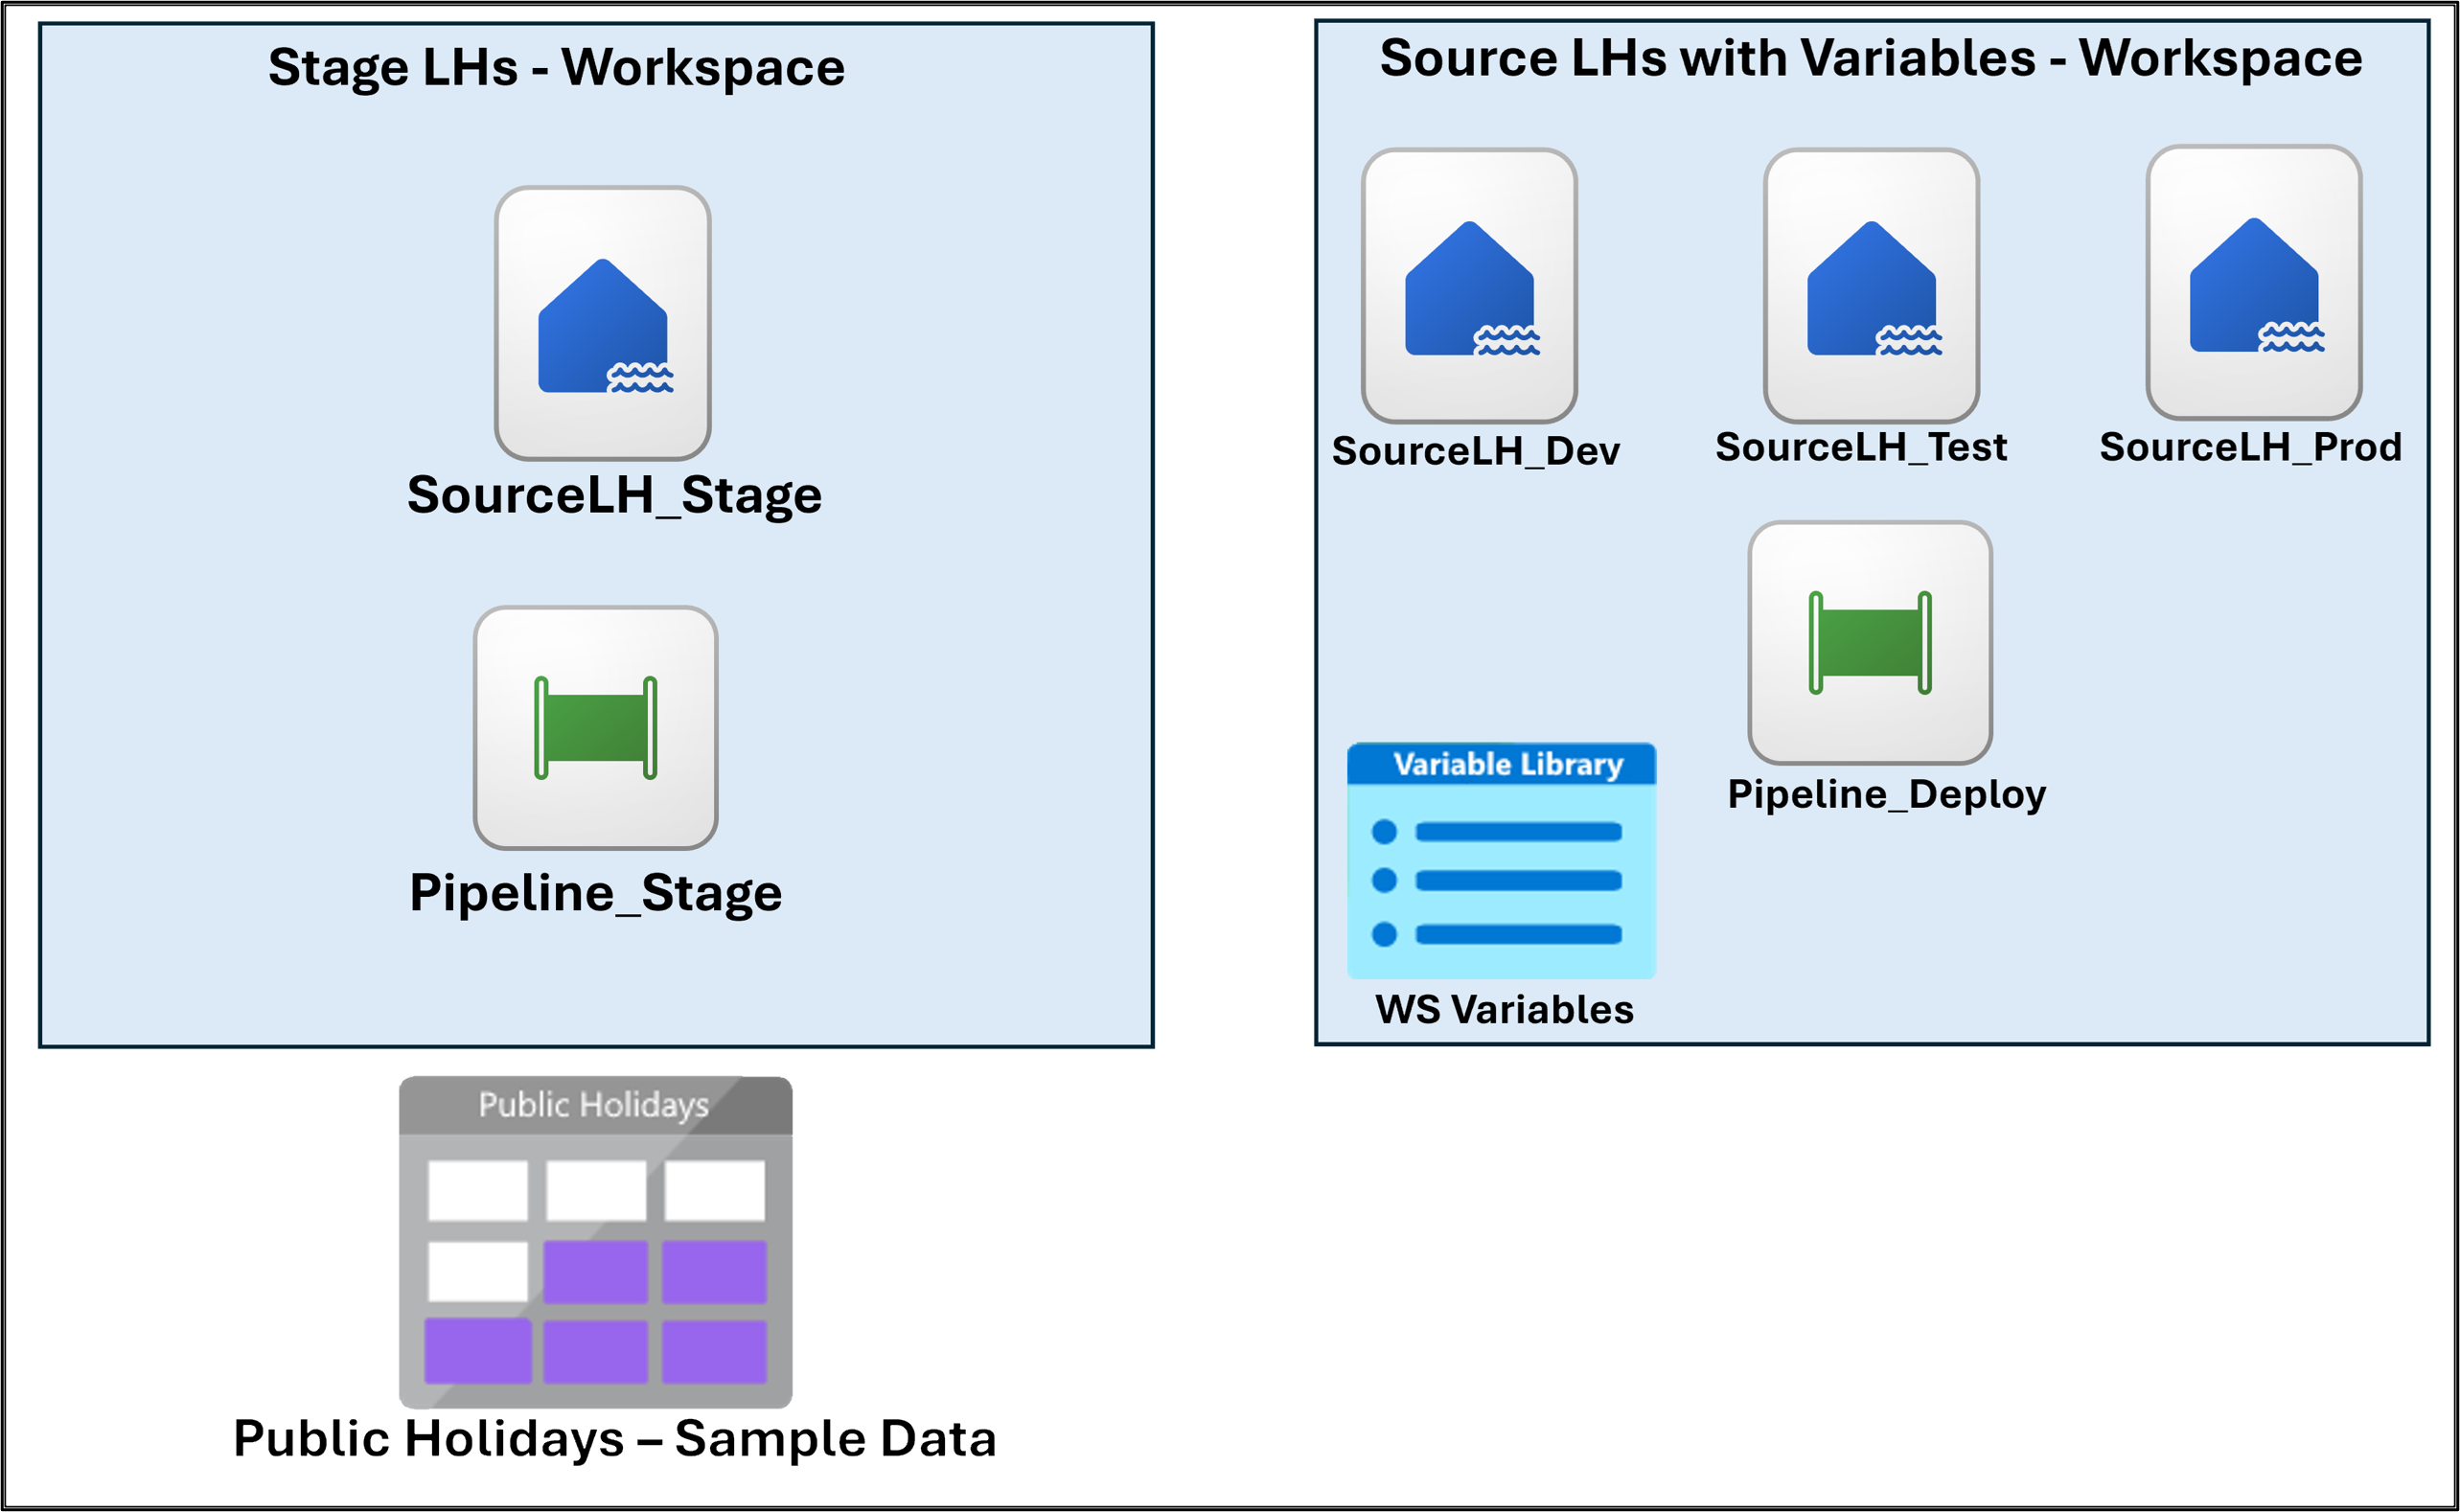 Stage LHs - Workspace
SourceLH_Stage
Pipeline_Stage
Source LHs with Variables - Workspace
SourceLH_Dev
SourceLH_Test
SourceLH_Prod
Pipeline_Deploy
Variable Library
WS Variables
Public Holidays
Public Holidays – Sample Data